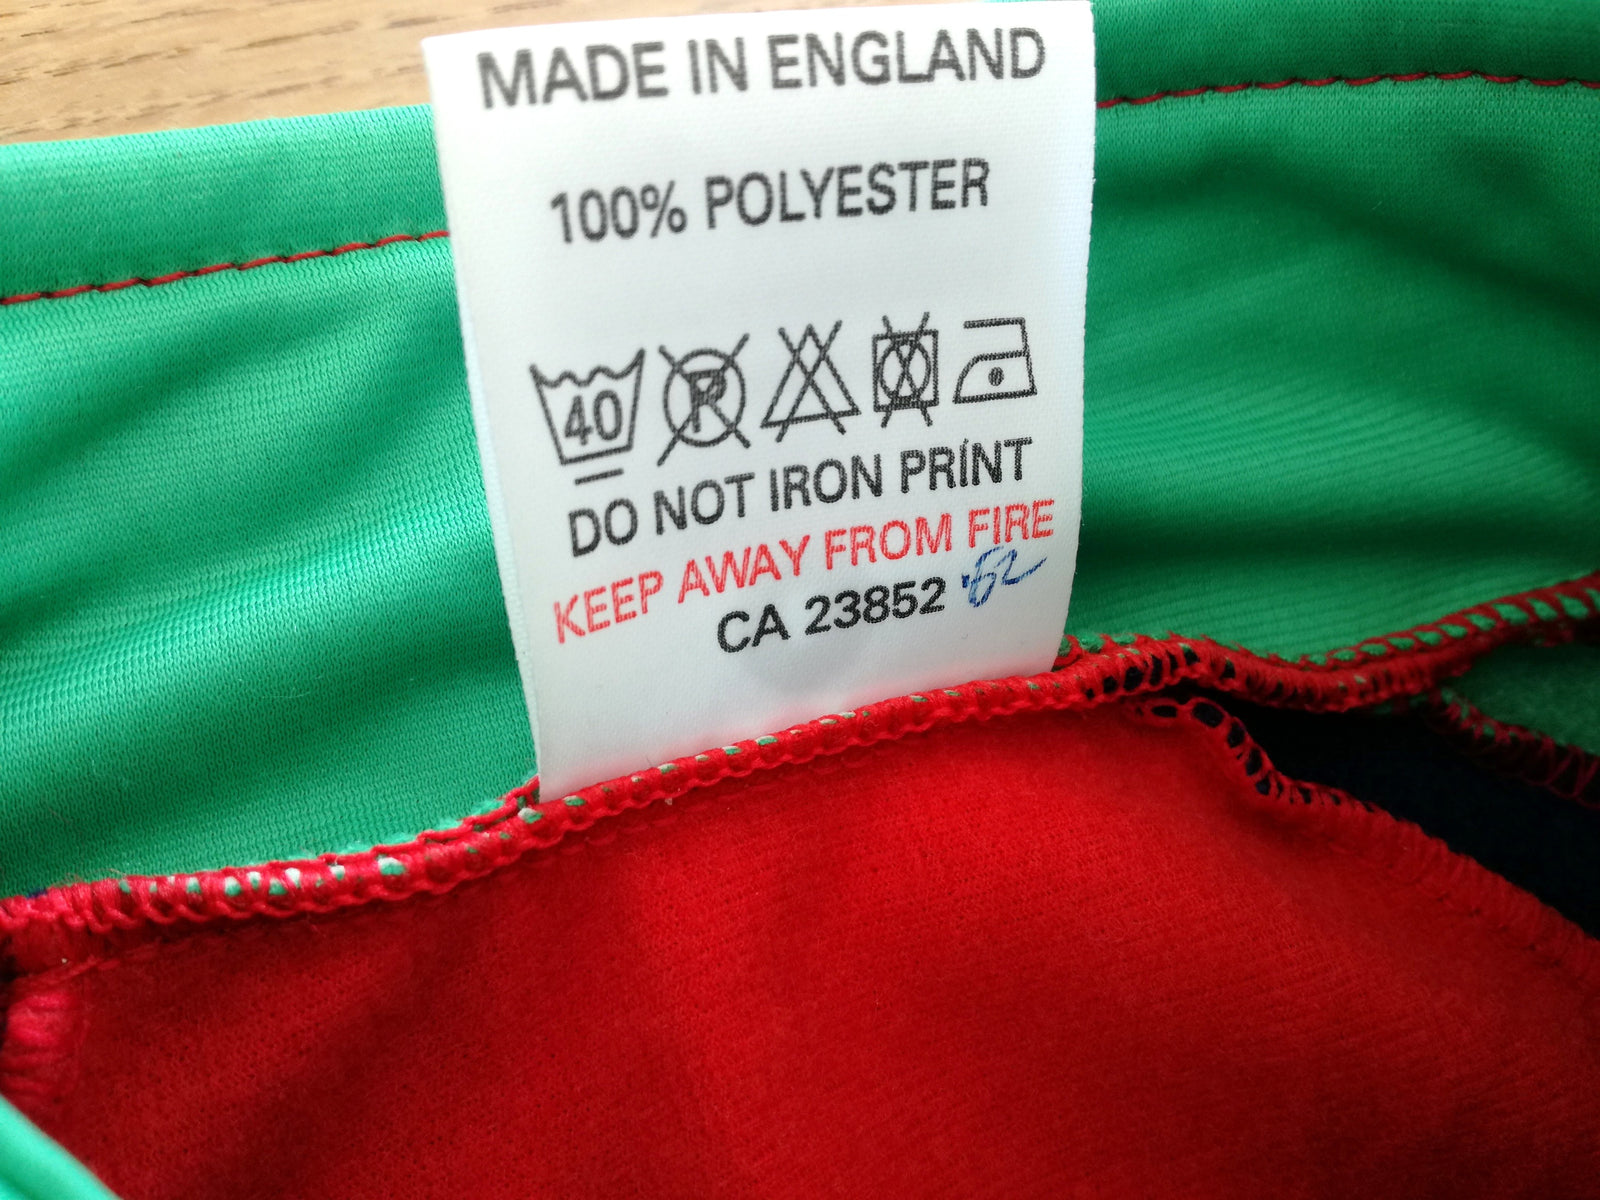 MADE IN ENGLAND
100% POLYESTER
40 P
DO NOT IRON PRINT
KEEP AWAY FROM FIRE
CA 23852